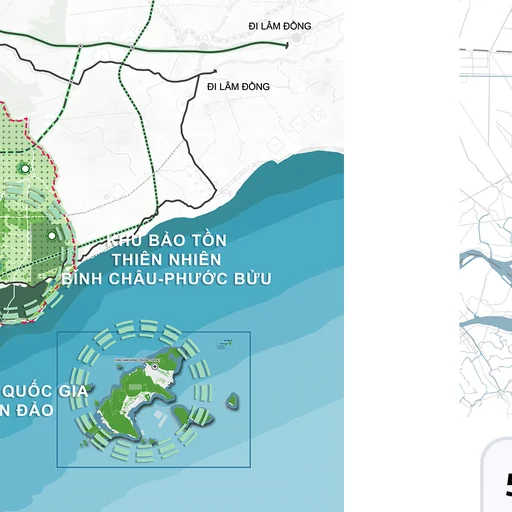 ĐI LÂM ĐỒNG
ĐI LÂM ĐỒNG
KHU BẢO TỒN
THIÊN NHIÊN
BÌNH CHÂU-PHƯỚC BỬU
QUỐC GIA
N ĐẢO
5